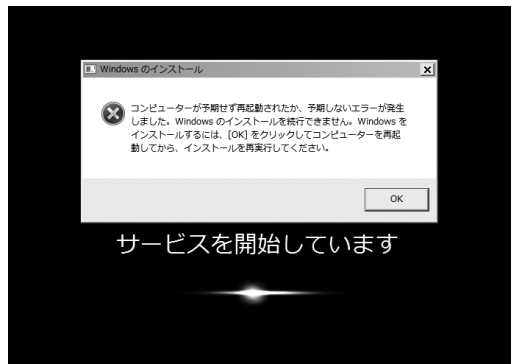 Windows のインストール
コンピューターが予期せず再起動されたか、予期しないエラーが発生
しました。Windows のインストールを続行できません。Windows を
インストールするには、[OK] をクリックしてコンピューターを再起
動してから、インストールを再実行してください。
OK
サービスを開始しています